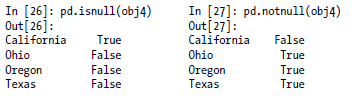 In [26]: pd.isnull(obj4)
Out[26]:
California True
Ohio False
Oregon False
Texas False
In [27]: pd.notnull(obj4)
Out[27]:
California False
Ohio True
Oregon True
Texas True